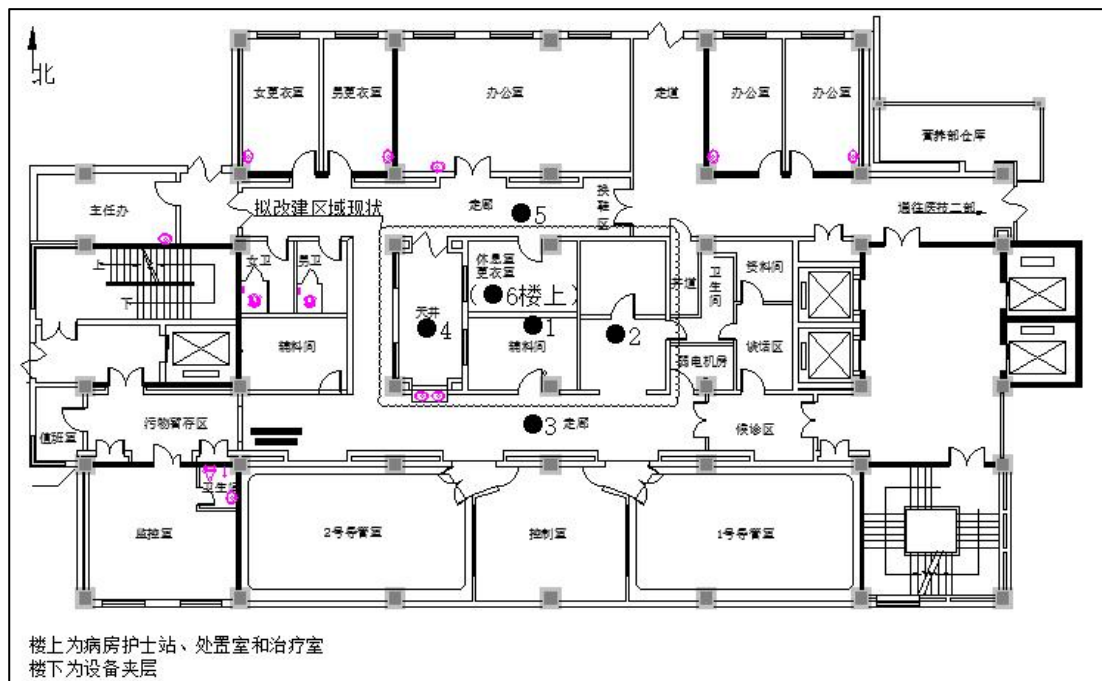 北
女更衣室
男更衣室
办公室
走道
办公室
办公室
营养部仓库
主任办
拟改建区域现状
走廊
换鞋区
通往医技二部
5
上
下
女卫
男卫
天井
休息室
更衣室
(6楼上)
卫生间
资料间
4
1
2
辅料间
辅料间
谈话区
弱电机房
值班室
污物暂存区
3
走廊
候诊区
卫生间
监控室
2号导管室
控制室
1号导管室
楼上为病房护士站、处置室和治疗室
楼下为设备夹层